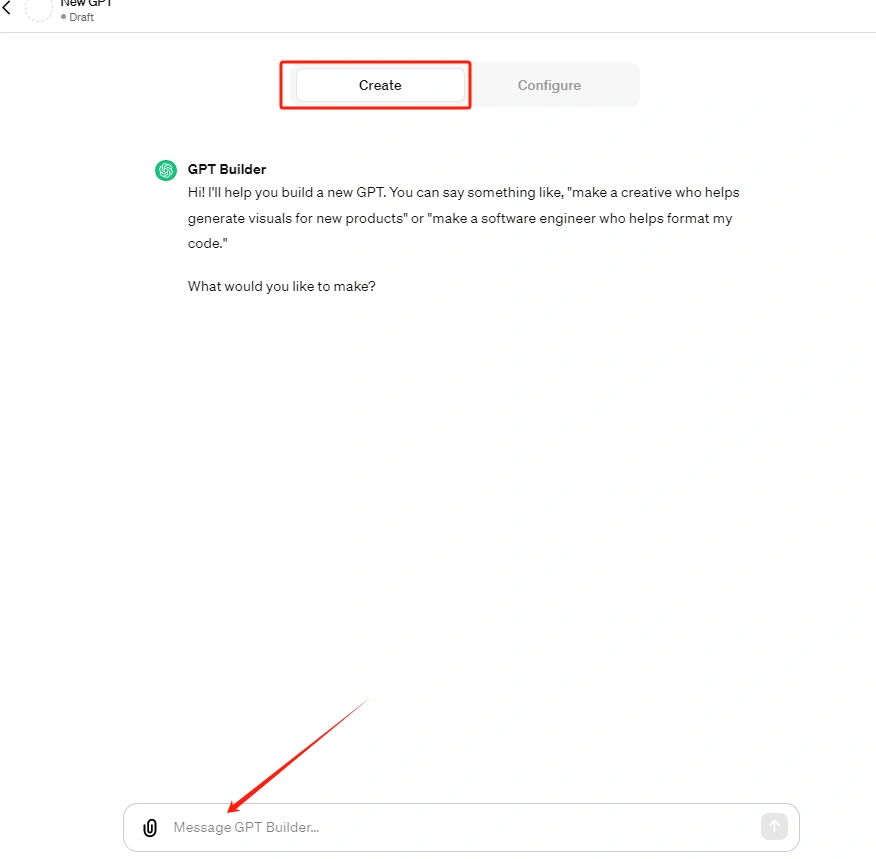 New GPT
Draft
Create
Configure
GPT Builder
Hi! I'll help you build a new GPT. You can say something like, "make a creative who helps
generate visuals for new products" or "make a software engineer who helps format my
code."
What would you like to make?
Message GPT Builder...